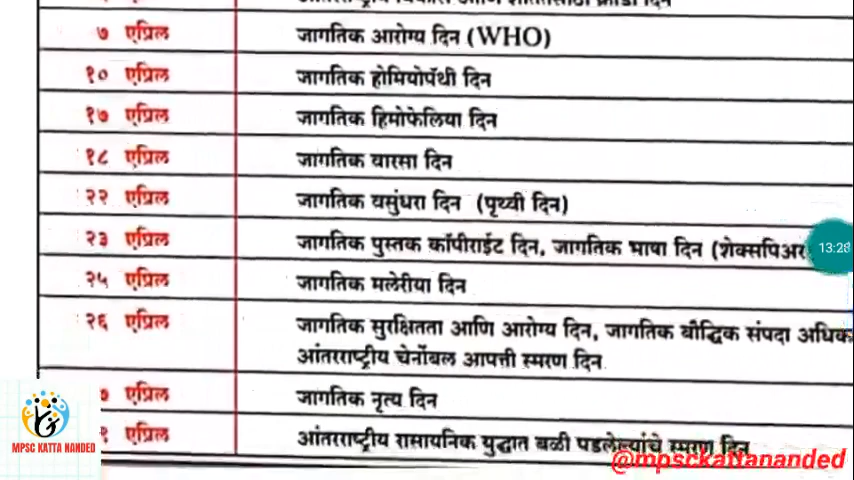 ७ एप्रिल जागतिक आरोग्य दिन (WHO)
१० एप्रिल जागतिक होमियोपॅथी दिन
१७ एप्रिल जागतिक हिमोफेलिया दिन
१८ एप्रिल जागतिक वारसा दिन
२२ एप्रिल जागतिक वसुंधरा दिन (पृथ्वी दिन)
२३ एप्रिल जागतिक पुस्तक कॉपीराईट दिन, जागतिक भाषा दिन (शेक्सपिअर
13:28
२५ एप्रिल जागतिक मलेरीया दिन
२६ एप्रिल जागतिक सुरक्षितता आणि आरोग्य दिन, जागतिक बौद्धिक संपदा अधिक
आंतरराष्ट्रीय चेर्नोबल आपत्ती स्मरण दिन
एप्रिल जागतिक नृत्य दिन
एप्रिल आंतरराष्ट्रीय रासायनिक युद्धात बळी पडलेल्यांचे स्मरण दिन
MPSC KATTA NANDED
@mpsckattananded